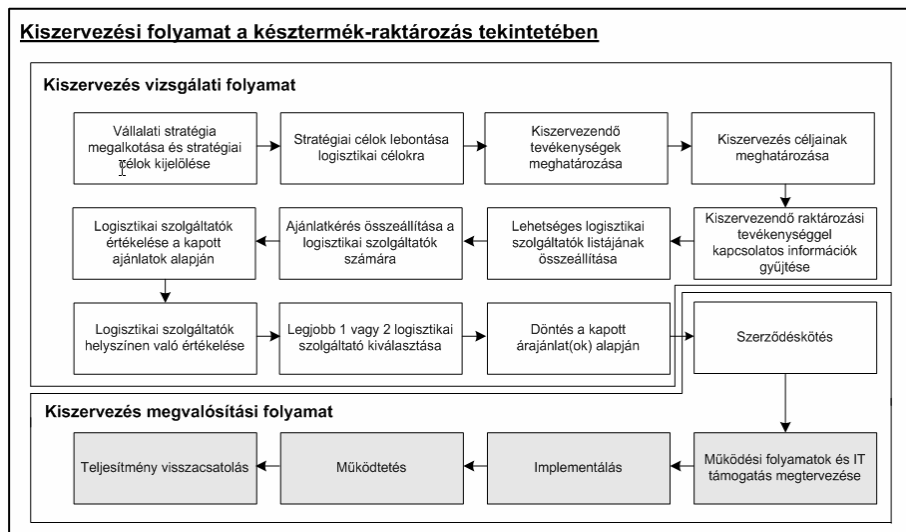 Kiszervezési folyamat a késztermék-raktározás tekintetében
Kiszervezés vizsgálati folyamat
Vállalati stratégia
megalkotása és stratégiai
célok kijelölése
Stratégiai célok lebontása
logisztikai célokra
Kiszervezendő
tevékenységek
meghatározása
Kiszervezés céljainak
meghatározása
Kiszervezendő raktározási
tevékenységgel
kapcsolatos információk
gyűjtése
Lehetséges logisztikai
szolgáltatók listájának
összeállítása
Ajánlatkérés összeállítása a
logisztikai szolgáltatók
számára
Logisztikai szolgáltatók
értékelése a kapott
ajánlatok alapján
Logisztikai szolgáltatók
helyszínen való értékelése
Legjobb 1 vagy 2 logisztikai
szolgáltató kiválasztása
Döntés a kapott
árajánlat(ok) alapján
Szerződéskötés
Kiszervezés megvalósítási folyamat
Működési folyamatok és IT
támogatás megtervezése
Implementálás
Működtetés
Teljesítmény visszacsatolás